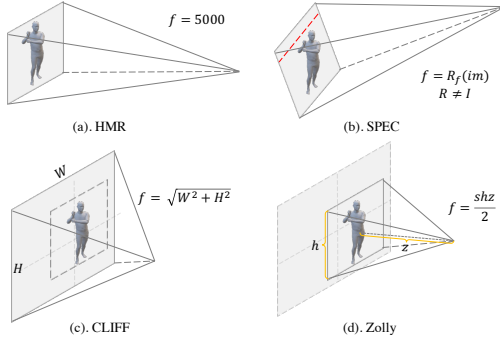 f = 5000
(a). HMR
f = R_f(im)
R ≠ I
(b). SPEC
W
f = √(W² + H²)
H
(c). CLIFF
f = shz/2
h
z
(d). Zolly